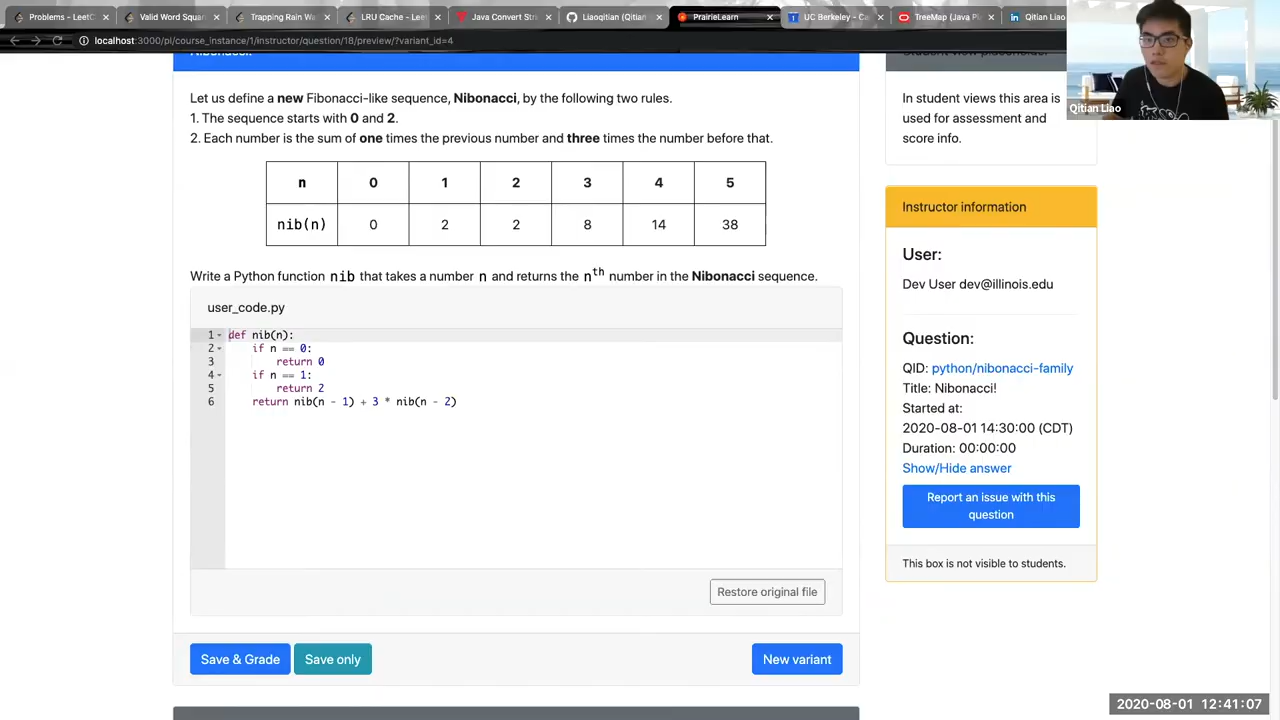 Problems - LeetC
Valid Word Squa
Trapping Rain Wa
LRU Cache - Lee
Java Convert St
Liaoqitian (Qitian
PrairieLearn
UC Berkeley - Ca
TreeMap (Java P
Qitian Liao
localhost:3000/pl/course_instance/1/instructor/question/18/preview/?variant_id=4
Qitian Liao
Let us define a new Fibonacci-like sequence, Nibonacci, by the following two rules.
1. The sequence starts with 0 and 2.
2. Each number is the sum of one times the previous number and three times the number before that.
n 0 1 2 3 4 5
nib(n) 0 2 2 8 14 38
Write a Python function nib that takes a number n and returns the nth number in the Nibonacci sequence.
user_code.py
1 def nib(n):
2 if n == 0:
3 return 0
4 if n == 1:
5 return 2
6 return nib(n - 1) + 3 * nib(n - 2)
Restore original file
Save & Grade
Save only
New variant
In student views this area is
used for assessment and
score info.
Instructor information
User:
Dev User dev@illinois.edu
Question:
QID: python/nibonacci-family
Title: Nibonacci!
Started at:
2020-08-01 14:30:00 (CDT)
Duration: 00:00:00
Show/Hide answer
Report an issue with this
question
This box is not visible to students.
2020-08-01 12:41:07